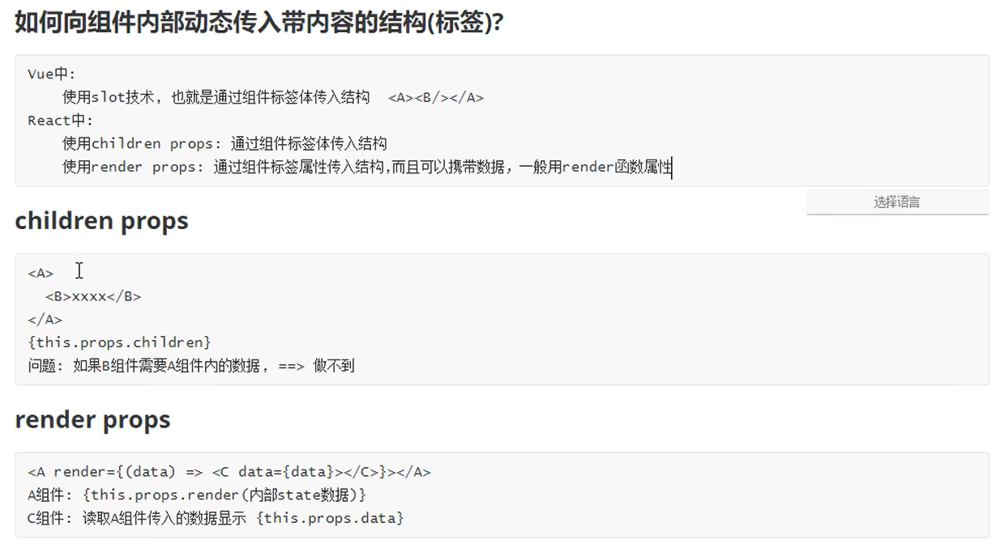 如何向组件内部动态传入带内容的结构(标签)?
Vue中:
    使用slot技术, 也就是通过组件标签体传入结构  <A><B/></A>
React中:
    使用children props: 通过组件标签体传入结构
    使用render props: 通过组件标签属性传入结构,而且可以携带数据，一般用render函数属性
选择语言
children props
<A>
  <B>xxxx</B>
</A>
{this.props.children}
问题: 如果B组件需要A组件内的数据, ==> 做不到
render props
<A render={(data) => <C data={data}></C>}></A>
A组件: {this.props.render(内部state数据)}
C组件: 读取A组件传入的数据显示 {this.props.data}